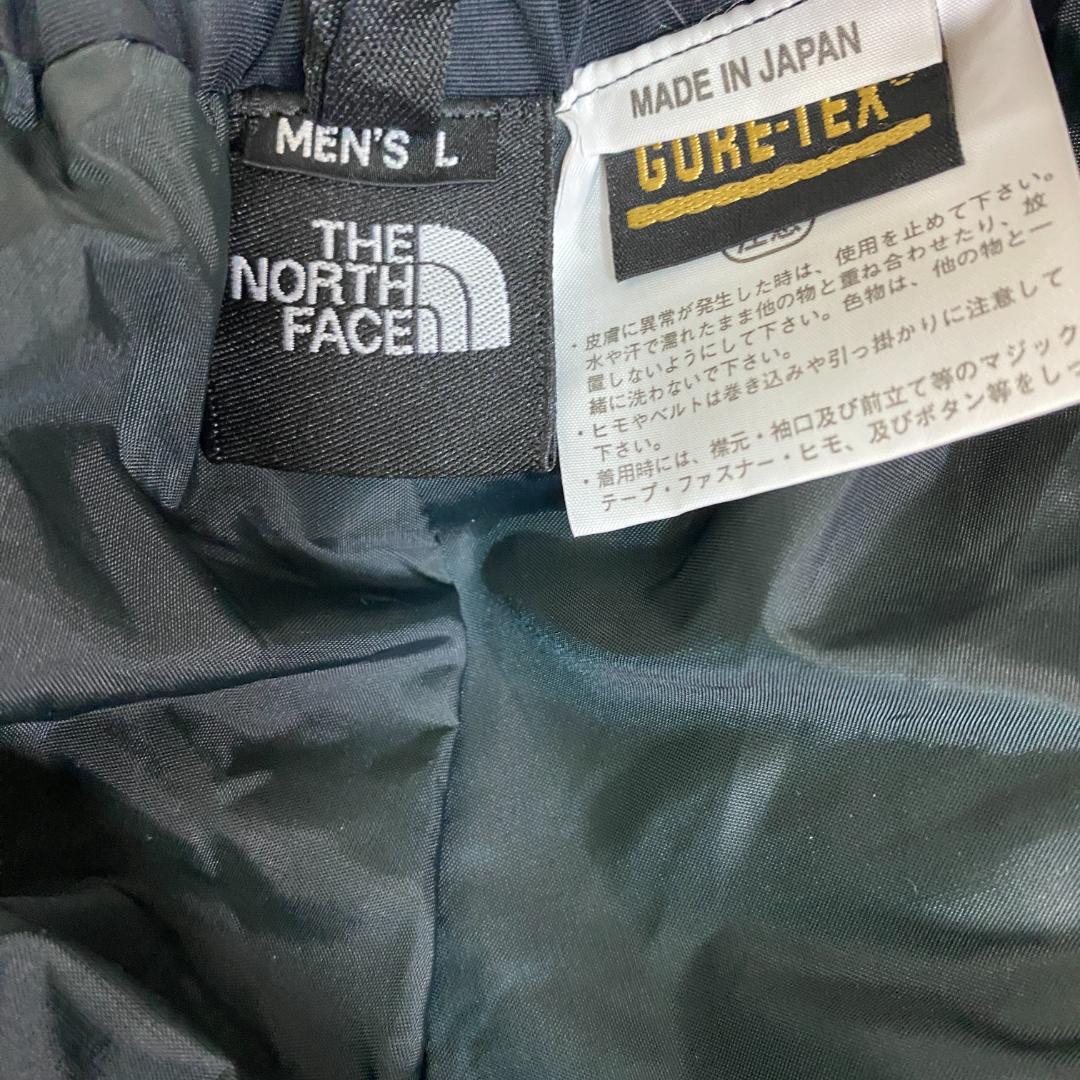 MEN'S L
THE
NORTH
FACE
MADE IN JAPAN
GORE-TEX
注意
・皮膚に異常が発生した時は、使用を止めて下さい。
水や汗で濡れたまま他の物と重ね合わせたり、放
置しないようにして下さい。色物は、他の物と一
緒に洗わないで下さい。
・ヒモやベルトは巻き込みや引っ掛かりに注意して
下さい。
・着用時には、襟元・袖口及び前立て等のマジック
テープ・ファスナー・ヒモ、及びボタン等をしっ